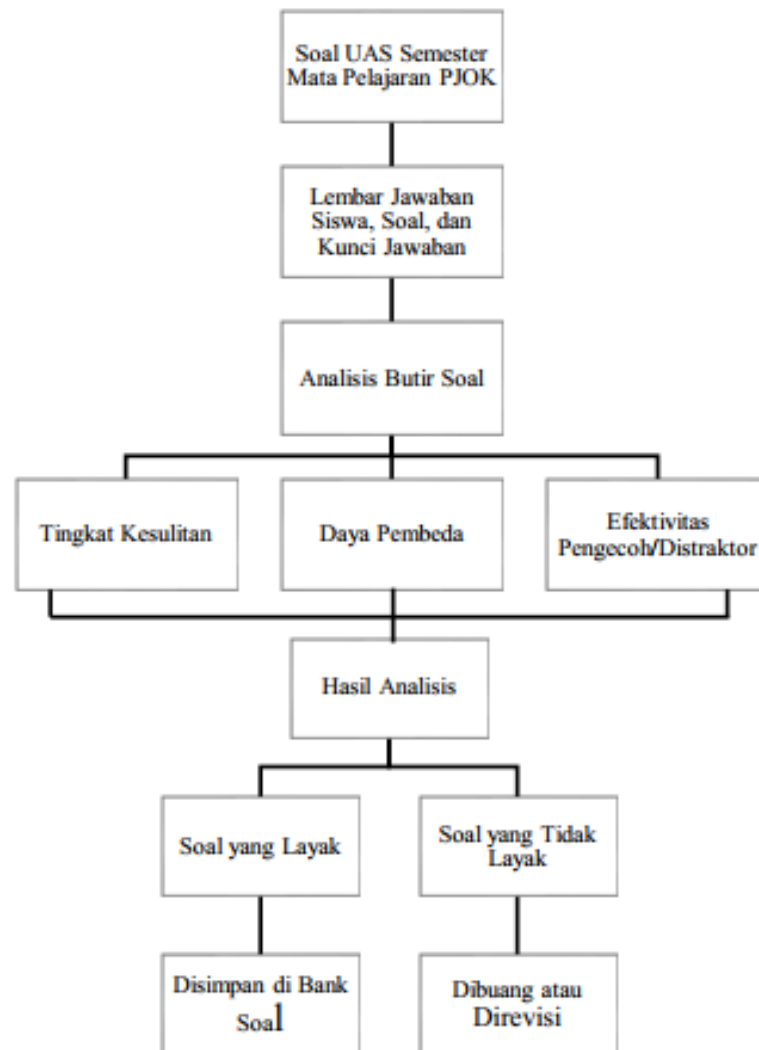 Soal UAS Semester
Mata Pelajaran PJOK
Lembar Jawaban
Siswa, Soal, dan
Kunci Jawaban
Analisis Butir Soal
Tingkat Kesulitan
Daya Pembeda
Efektivitas
Pengecoh/Distraktor
Hasil Analisis
Soal yang Layak
Soal yang Tidak
Layak
Disimpan di Bank
Soal
Dibuang atau
Direvisi